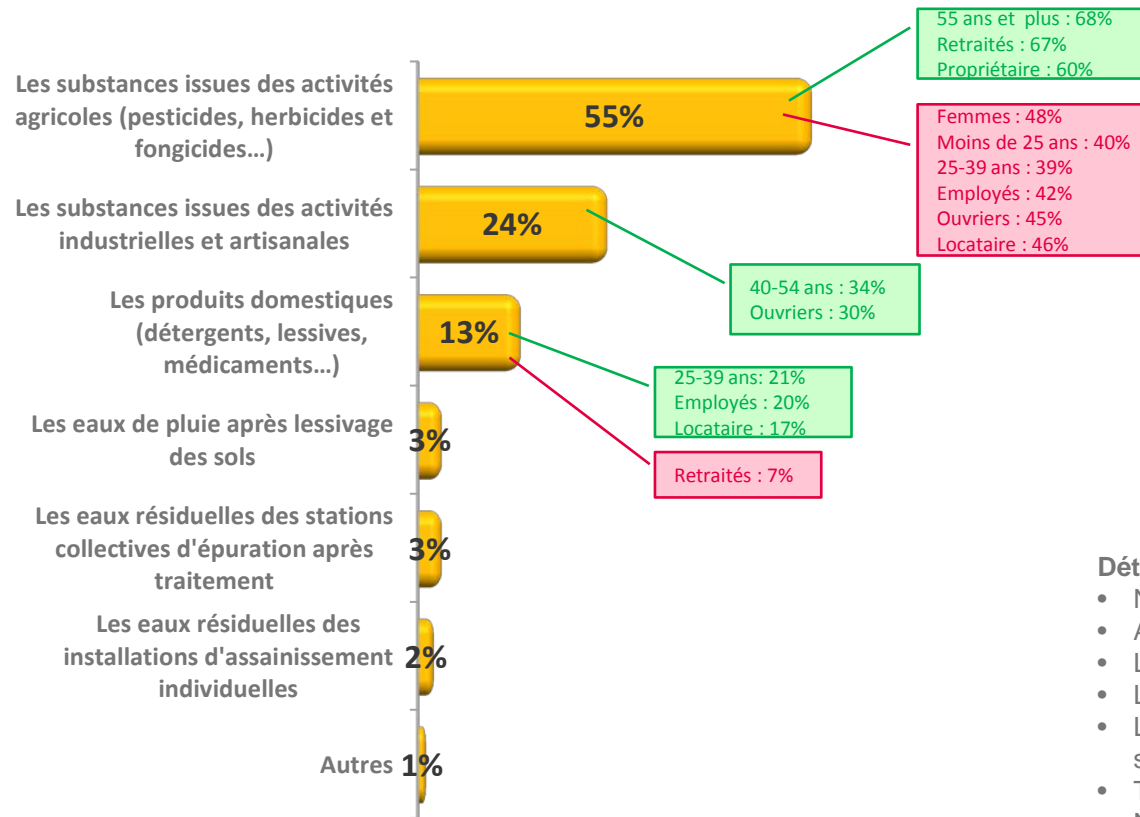 55 ans et plus : 68%
Retraités : 67%
Propriétaire : 60%
Les substances issues des activités
agricoles (pesticides, herbicides et
fongicides…)
55%
Femmes : 48%
Moins de 25 ans : 40%
25-39 ans : 39%
Employés : 42%
Ouvriers : 45%
Locataire : 46%
Les substances issues des activités
industrielles et artisanales
24%
40-54 ans : 34%
Ouvriers : 30%
Les produits domestiques
(détergents, lessives,
médicaments…)
13%
25-39 ans: 21%
Employés : 20%
Locataire : 17%
Retraités : 7%
Les eaux de pluie après lessivage
des sols
3%
Les eaux résiduelles des stations
collectives d'épuration après
traitement
3%
Les eaux résiduelles des
installations d'assainissement
individuelles
2%
Autres
1%